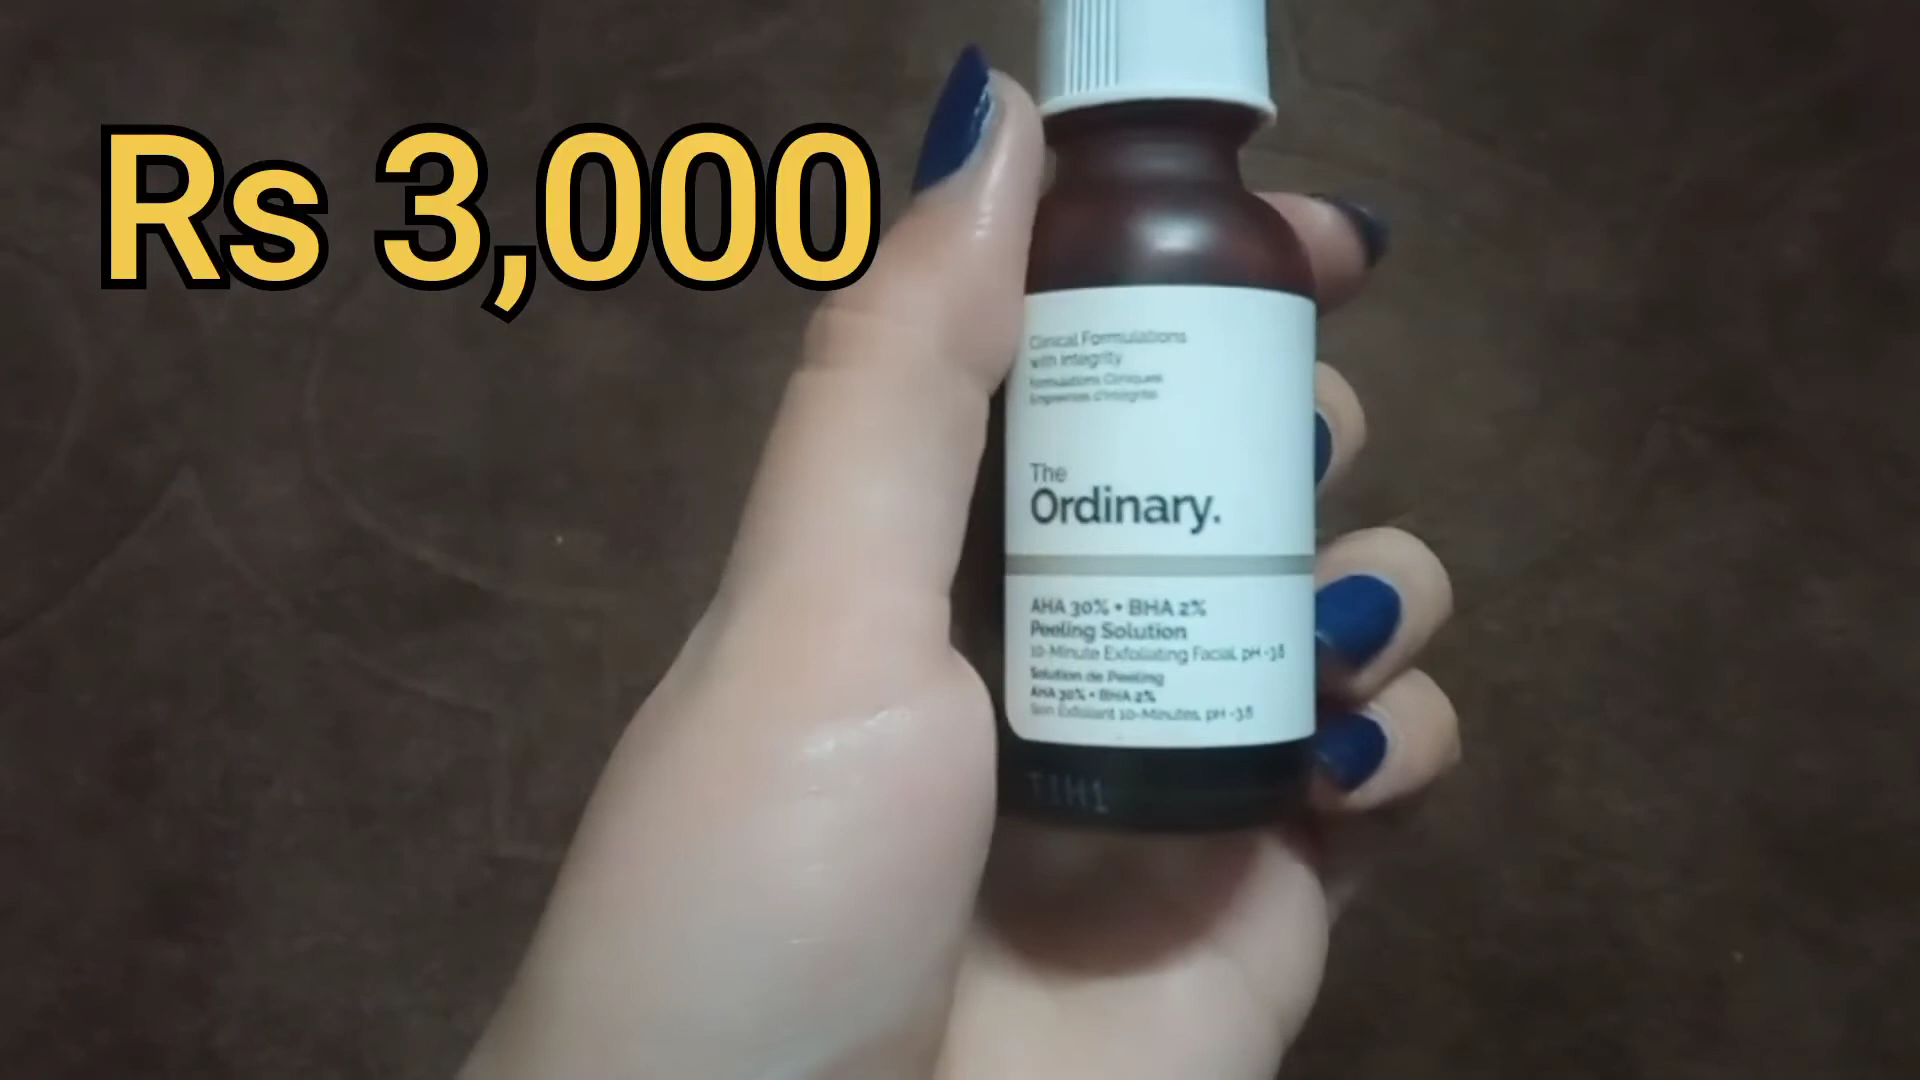 Rs 3,000
Clinical Formulations
with Integrity
Formulations Cliniques
Empreintes d'Intégrité
The
Ordinary.
AHA 30% + BHA 2%
Peeling Solution
10-Minute Exfoliating Facial, pH ~3.6
Solution de Peeling
AHA 30% + BHA 2%
Soin Exfoliant 10-Minutes, pH ~3.6